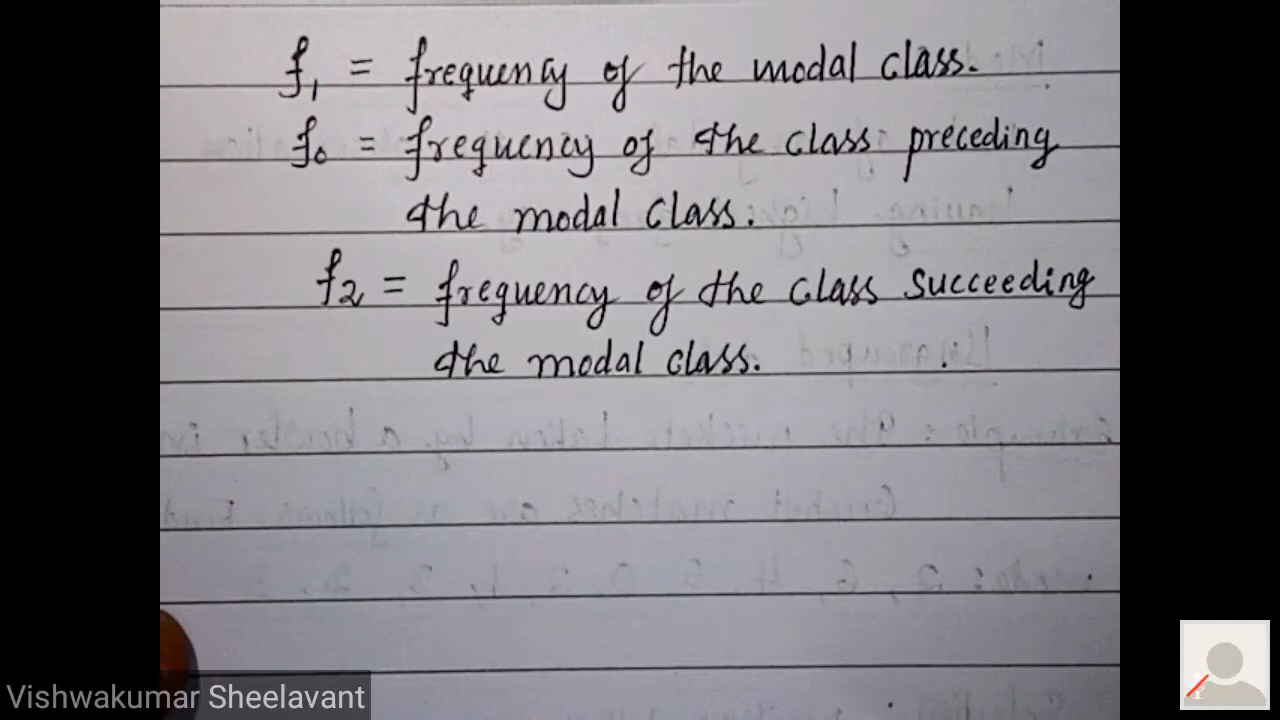 f₁ = frequency of the modal class.
f₀ = frequency of the class preceding
the modal class.
f₂ = frequency of the class succeeding
the modal class.
Vishwakumar Sheelavant